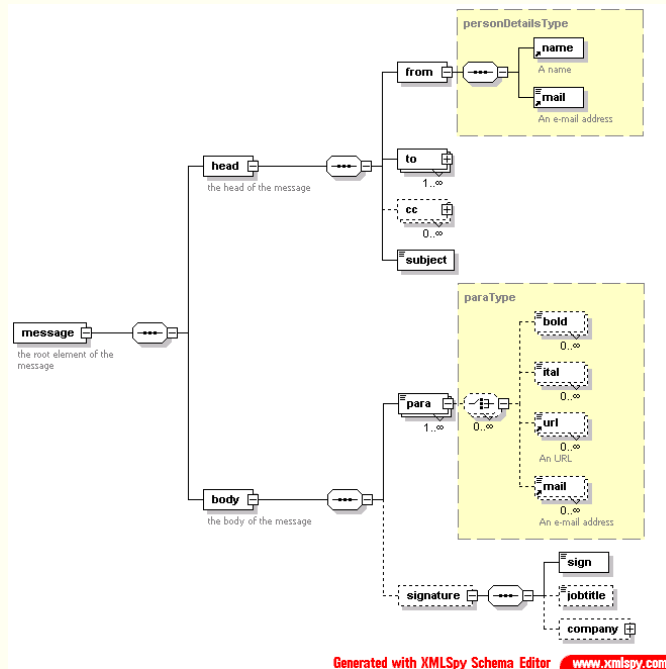 personDetailsType
name
A name
from
mail
An e-mail address
to
1..∞
head
the head of the message
cc
0..∞
subject
message
the root element of the
message
paraType
bold
0..∞
ital
0..∞
para
1..∞
0..∞
url
0..∞
An URL
mail
0..∞
An e-mail address
body
the body of the message
sign
signature
jobtitle
company
Generated with XMLSpy Schema Editor www.xmlspy.com